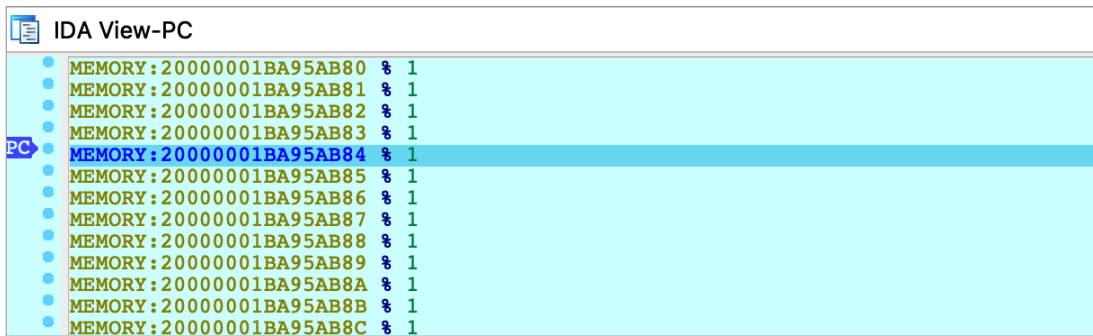 IDA View-PC
MEMORY:20000001BA95AB80 % 1
MEMORY:20000001BA95AB81 % 1
MEMORY:20000001BA95AB82 % 1
MEMORY:20000001BA95AB83 % 1
PC MEMORY:20000001BA95AB84 % 1
MEMORY:20000001BA95AB85 % 1
MEMORY:20000001BA95AB86 % 1
MEMORY:20000001BA95AB87 % 1
MEMORY:20000001BA95AB88 % 1
MEMORY:20000001BA95AB89 % 1
MEMORY:20000001BA95AB8A % 1
MEMORY:20000001BA95AB8B % 1
MEMORY:20000001BA95AB8C % 1